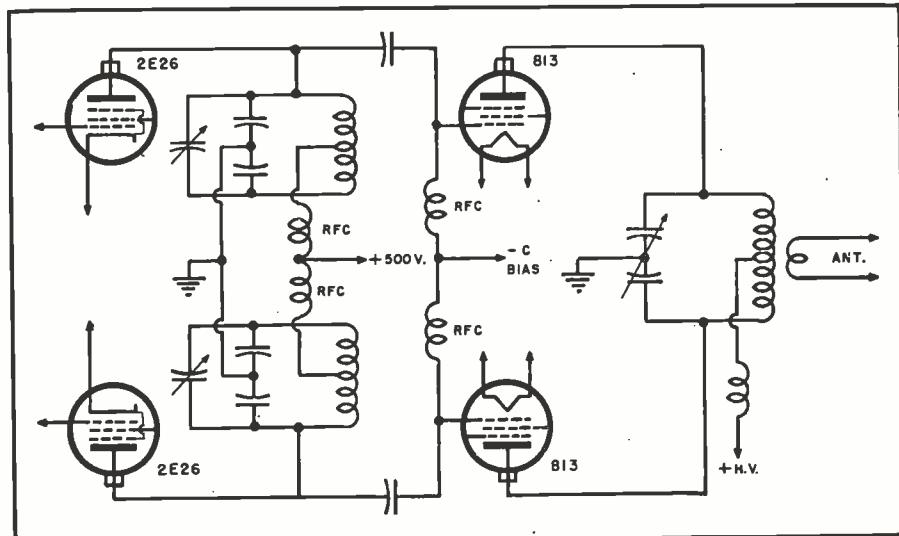 2E26
813
RFC
RFC
+500V.
- C
BIAS
ANT.
RFC
RFC
2E26
813
+H.V.